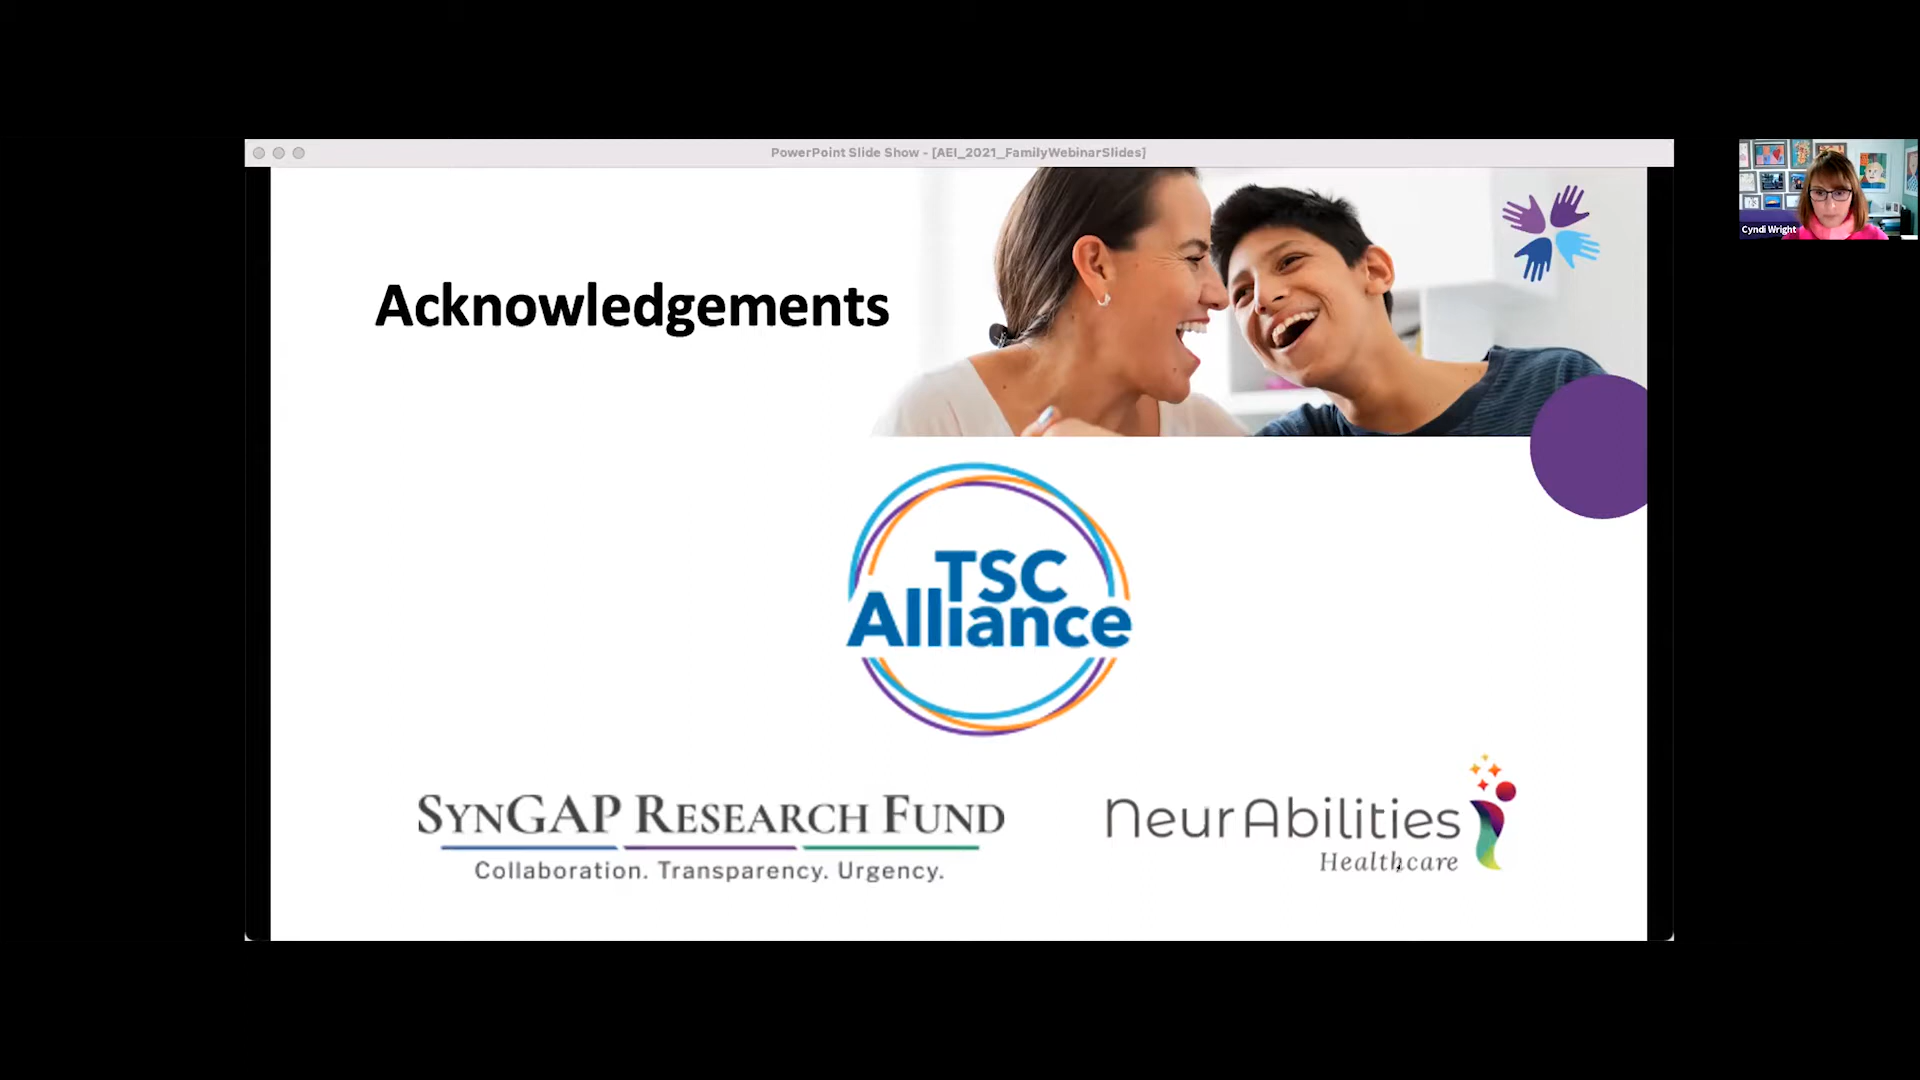 PowerPoint Slide Show - [AEI_2021_FamilyWebinarSlides]
Cyndi Wright
Acknowledgements
TSC
Alliance
SYNGAP RESEARCH FUND
Collaboration. Transparency. Urgency.
NeurAbilities
Healthcare